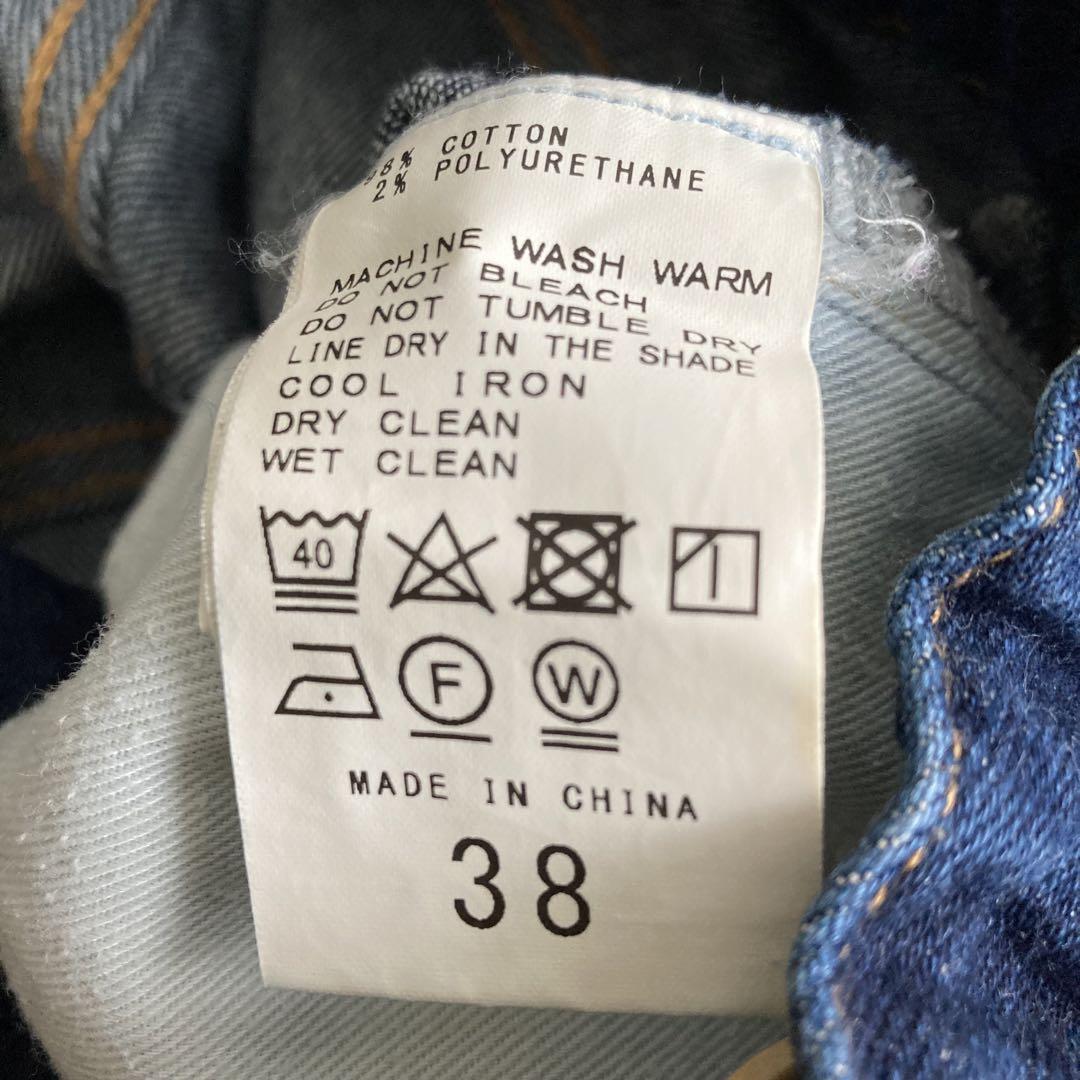 98% COTTON
2% POLYURETHANE
MACHINE WASH WARM
DO NOT BLEACH
DO NOT TUMBLE DRY
LINE DRY IN THE SHADE
COOL IRON
DRY CLEAN
WET CLEAN
40
F W
MADE IN CHINA
38